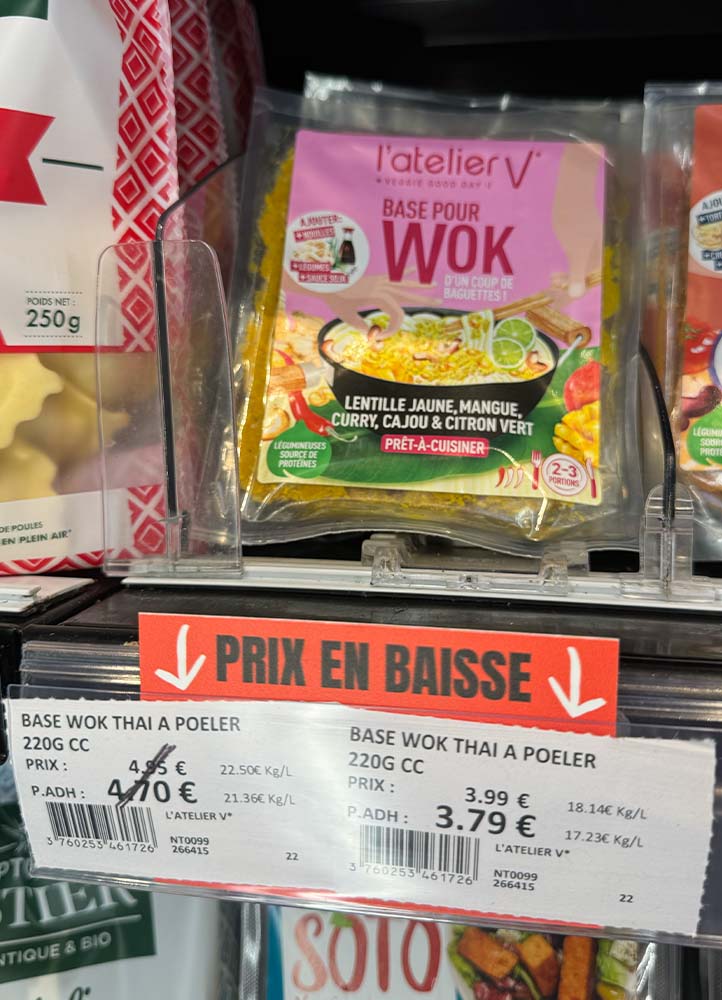 POIDS NET :
250g
DE POULES
EN PLEIN AIR*
l'atelier V*
VEGGIE GOOD DAY !
BASE POUR
WOK
D'UN COUP DE
BAGUETTES !
AJOUTER :
+NOUILLES
+LÉGUMES
+SAUCE SOJA
LENTILLE JAUNE, MANGUE,
CURRY, CAJOU & CITRON VERT
PRÊT-À-CUISINER
LÉGUMINEUSES
SOURCE DE
PROTÉINES
2-3
PORTIONS
PRIX EN BAISSE
BASE WOK THAI A POELER
220G CC
PRIX : 4.95 € 22.50€ Kg/L
P.ADH : 4.70 € 21.36€ Kg/L
L'ATELIER V*
3 760253 461726
NT0099
266415
22
BASE WOK THAI A POELER
220G CC
PRIX : 3.99 € 18.14€ Kg/L
P.ADH : 3.79 € 17.23€ Kg/L
L'ATELIER V*
3 760253 461726
NT0099
266415
22
NTIQUE & BIO
SOTO